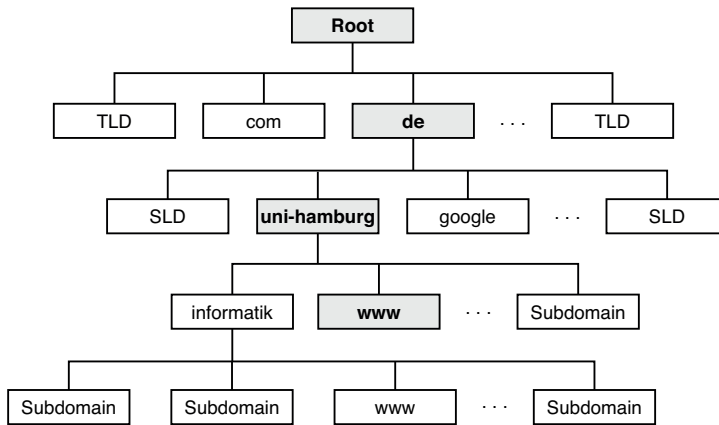 Root
TLD com de . . . TLD
SLD uni-hamburg google . . . SLD
informatik www . . . Subdomain
Subdomain Subdomain www . . . Subdomain